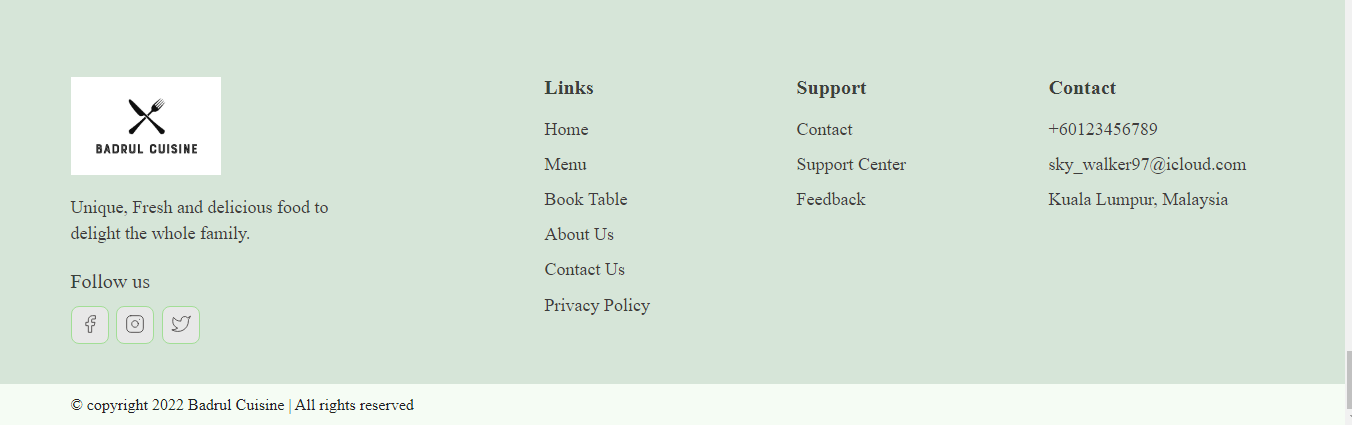 BADRUL CUISINE
Unique, Fresh and delicious food to
delight the whole family.
Follow us
Links
Home
Menu
Book Table
About Us
Contact Us
Privacy Policy
Support
Contact
Support Center
Feedback
Contact
+60123456789
sky_walker97@icloud.com
Kuala Lumpur, Malaysia
© copyright 2022 Badrul Cuisine | All rights reserved